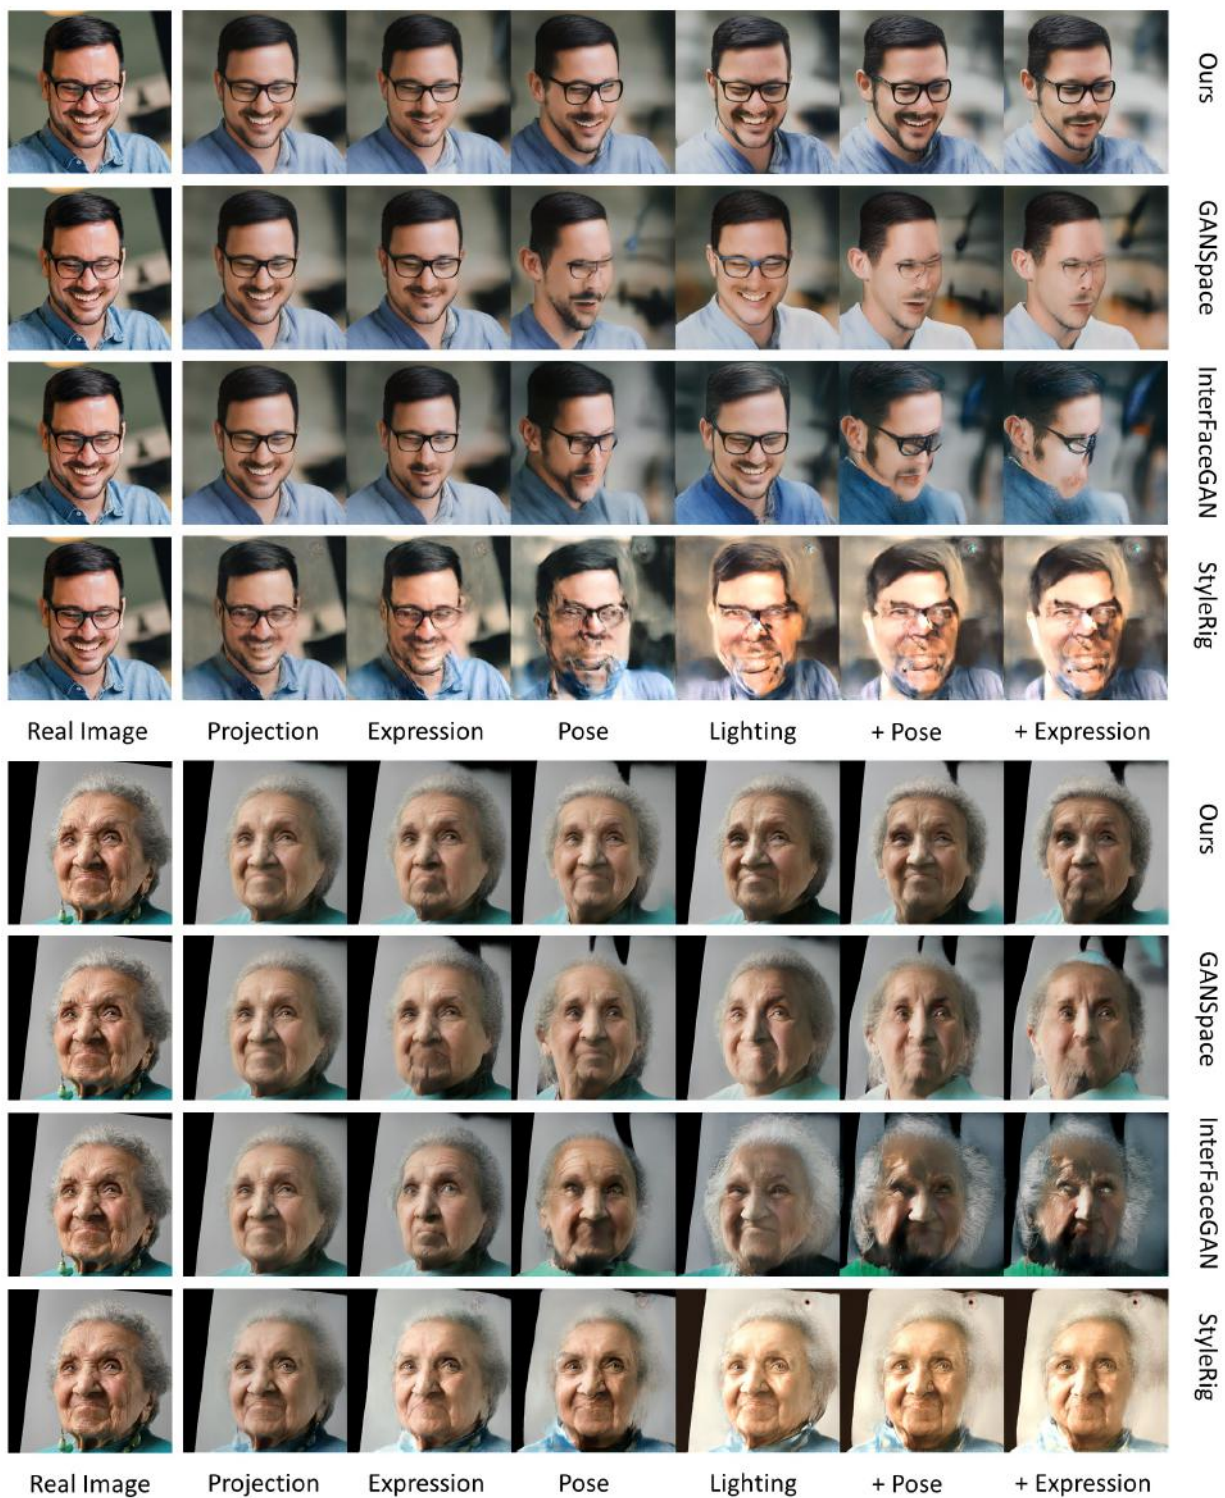 Ours
GANSpace
InterFaceGAN
StyleRig
Real Image Projection Expression Pose Lighting + Pose + Expression
Ours
GANSpace
InterFaceGAN
StyleRig
Real Image Projection Expression Pose Lighting + Pose + Expression